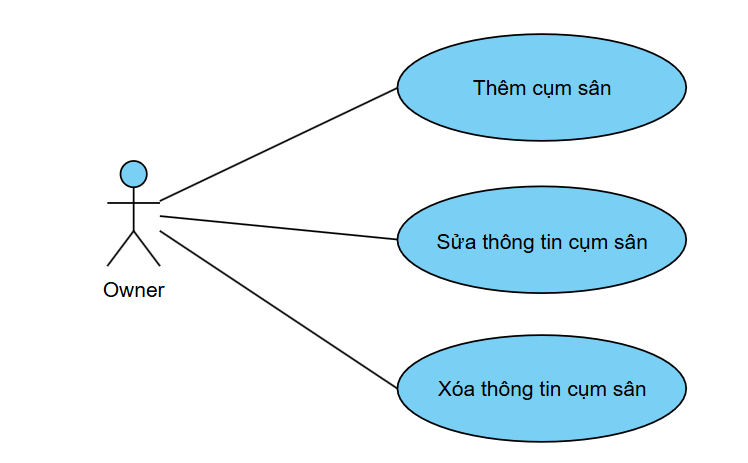 Thêm cụm sân
Sửa thông tin cụm sân
Owner
Xóa thông tin cụm sân